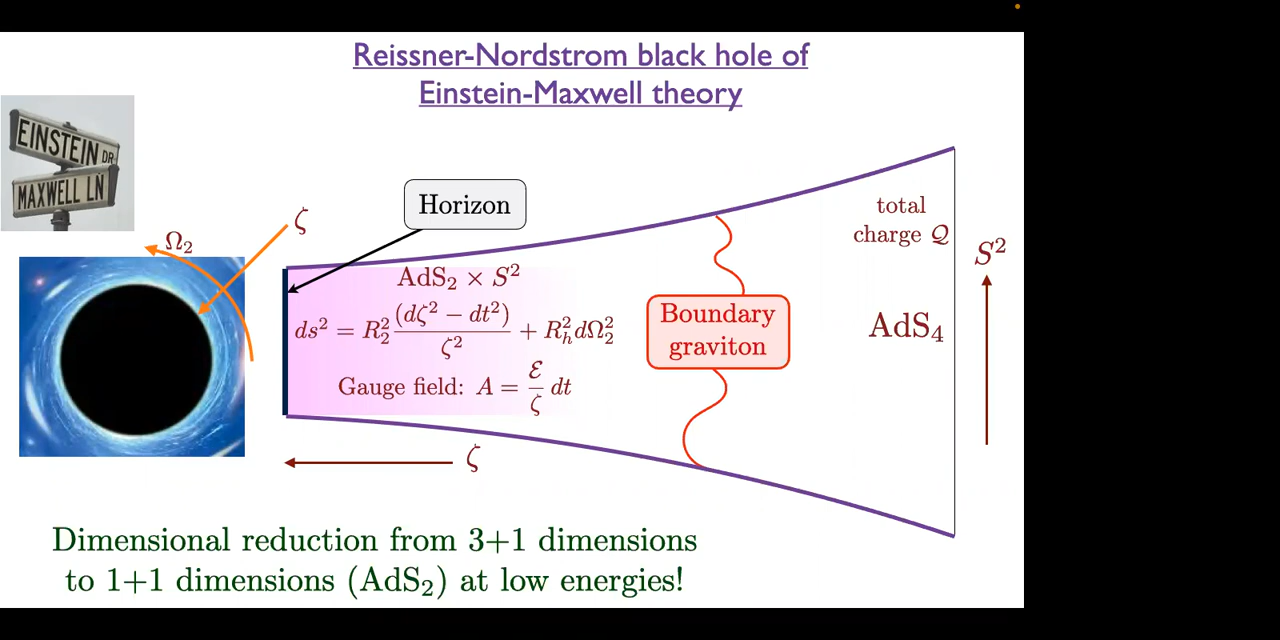 Reissner-Nordstrom black hole of
Einstein-Maxwell theory
EINSTEIN DR
MAXWELL LN
Ω₂
ζ
Horizon
AdS₂ × S²
ds² = R₂² (dζ² − dt²)/ζ² + Rₕ² dΩ₂²
Gauge field: A = ℰ/ζ dt
ζ
Boundary
graviton
total
charge 𝒬
AdS₄
S²
Dimensional reduction from 3+1 dimensions
to 1+1 dimensions (AdS₂) at low energies!